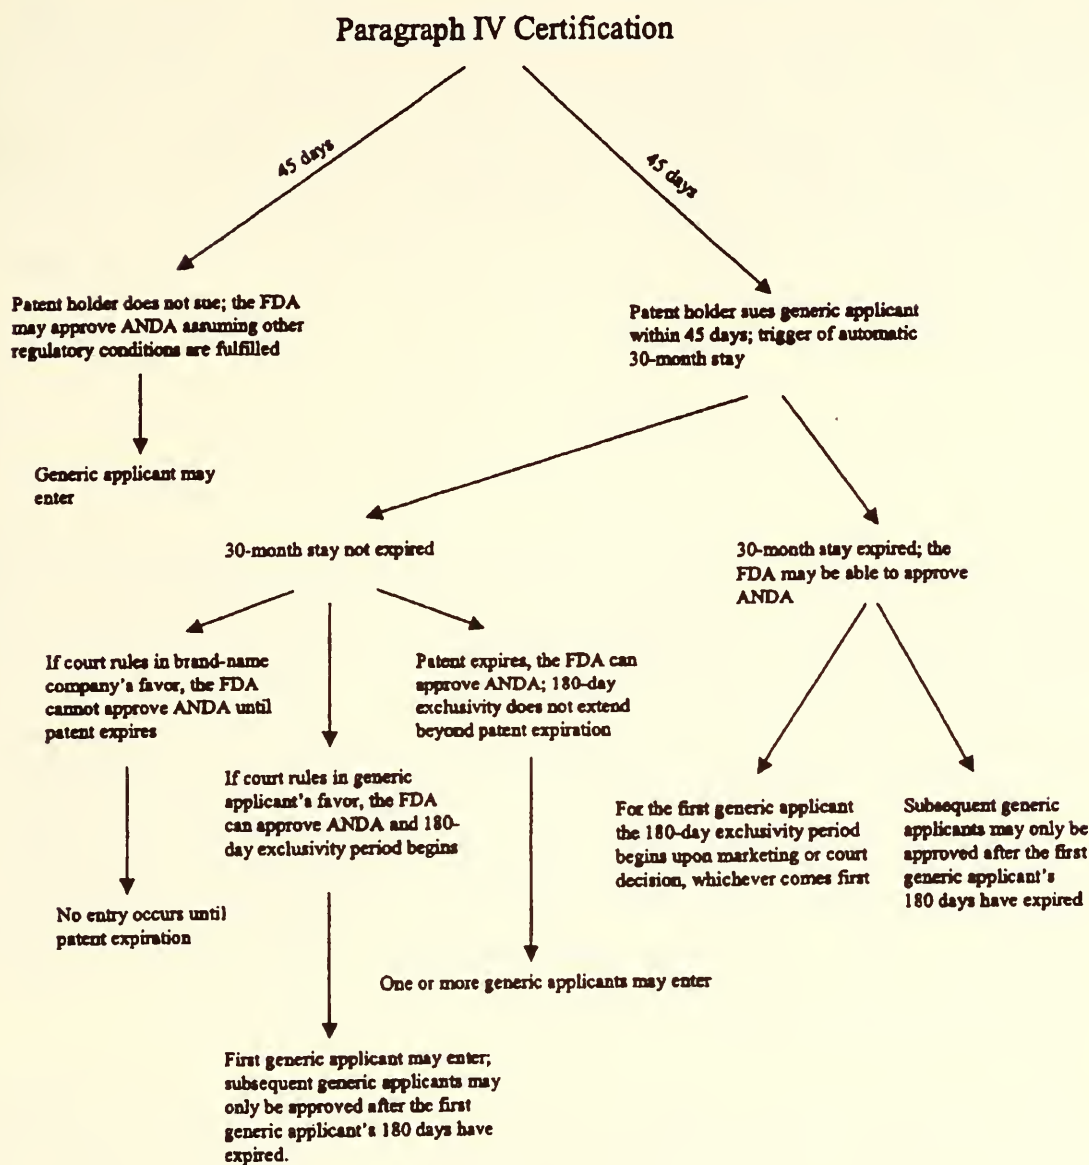 Paragraph IV Certification
45 days
45 days
Patent holder does not sue; the FDA
may approve ANDA assuming other
regulatory conditions are fulfilled
Patent holder sues generic applicant
within 45 days; trigger of automatic
30-month stay
Generic applicant may
enter
30-month stay not expired
30-month stay expired; the
FDA may be able to approve
ANDA
If court rules in brand-name
company's favor, the FDA
cannot approve ANDA until
patent expires
Patent expires, the FDA can
approve ANDA; 180-day
exclusivity does not extend
beyond patent expiration
If court rules in generic
applicant's favor, the FDA
can approve ANDA and 180-
day exclusivity period begins
For the first generic applicant
the 180-day exclusivity period
begins upon marketing or court
decision, whichever comes first
Subsequent generic
applicants may only be
approved after the first
generic applicant's
180 days have expired
No entry occurs until
patent expiration
One or more generic applicants may enter
First generic applicant may enter;
subsequent generic applicants may
only be approved after the first
generic applicant's 180 days have
expired.